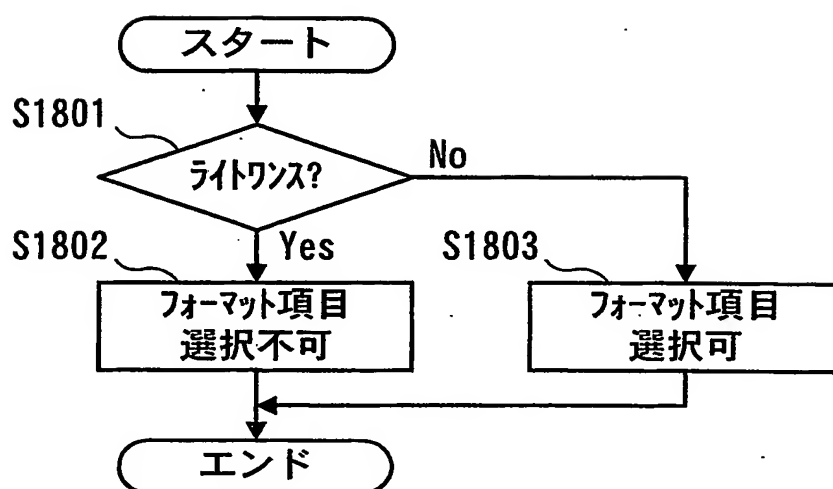 スタート
S1801
ライトワンス?
No
S1802
Yes
S1803
フォーマット項目
選択不可
フォーマット項目
選択可
エンド